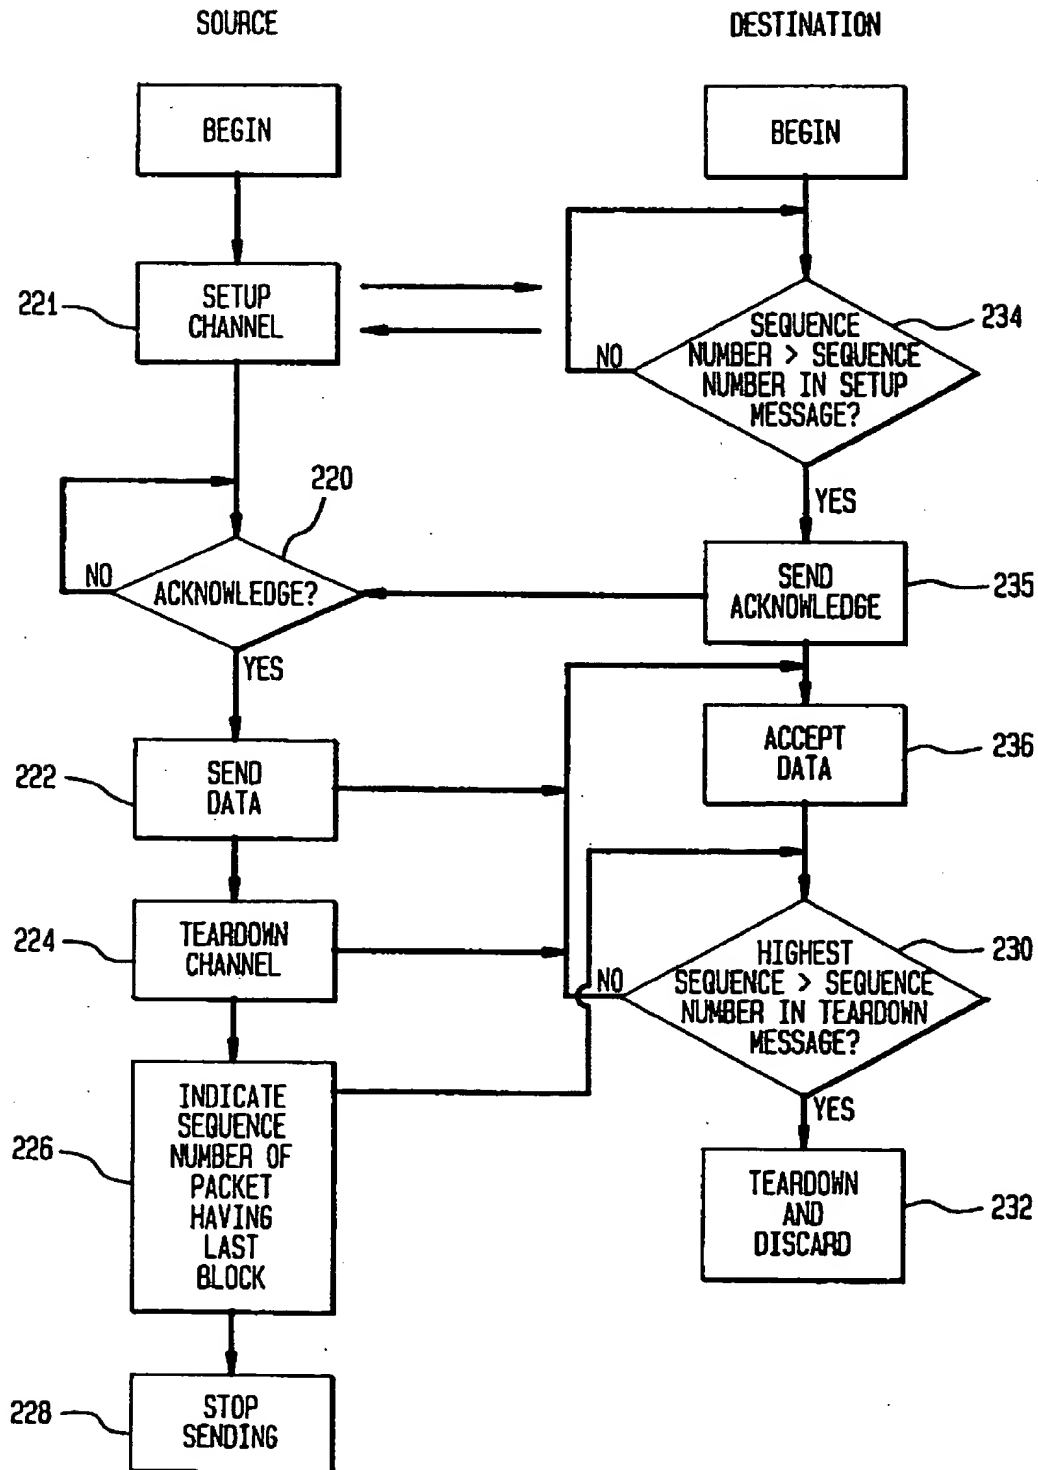 SOURCE
BEGIN
221
SETUP
CHANNEL
220
NO
ACKNOWLEDGE?
YES
222
SEND
DATA
224
TEARDOWN
CHANNEL
226
INDICATE
SEQUENCE
NUMBER OF
PACKET
HAVING
LAST
BLOCK
228
STOP
SENDING
DESTINATION
BEGIN
234
NO
SEQUENCE
NUMBER > SEQUENCE
NUMBER IN SETUP
MESSAGE?
YES
SEND
ACKNOWLEDGE
235
ACCEPT
DATA
236
NO
HIGHEST
SEQUENCE > SEQUENCE
NUMBER IN TEARDOWN
MESSAGE?
230
YES
TEARDOWN
AND
DISCARD
232